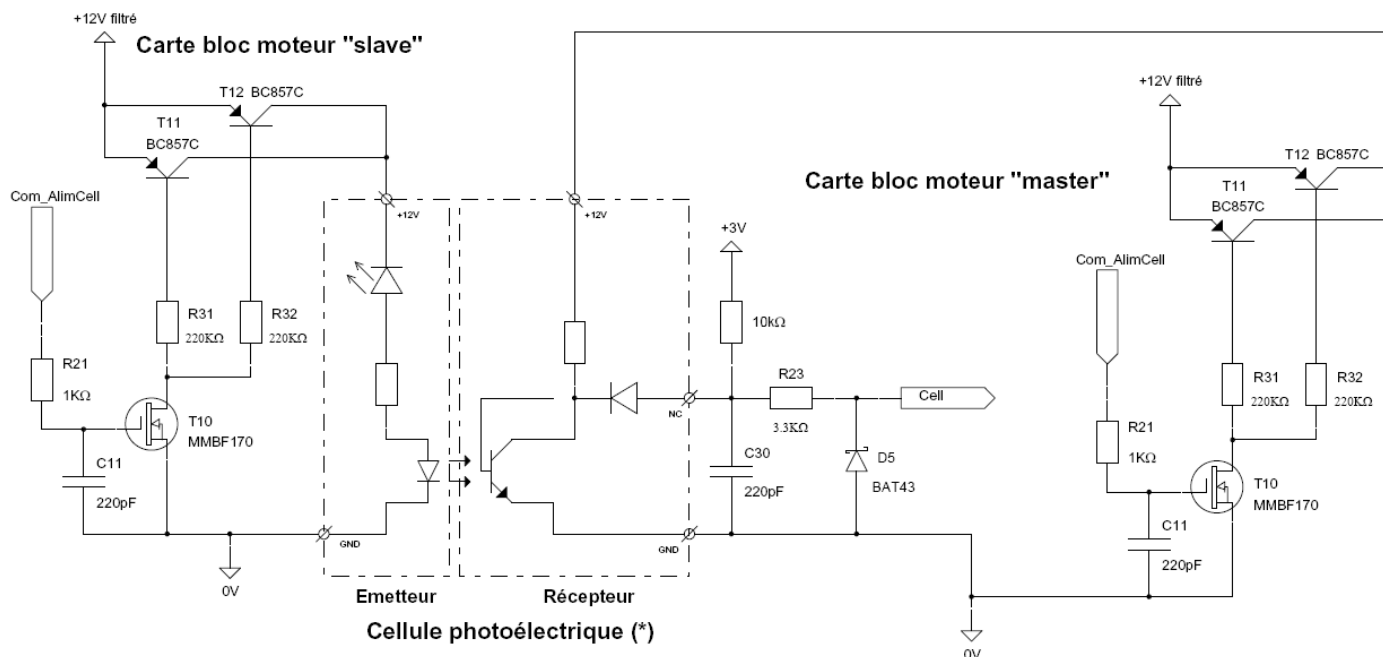 +12V filtré
Carte bloc moteur "slave"
T12 BC857C
T11
BC857C
Com_AlimCell
R31
220KΩ
R32
220KΩ
R21
1KΩ
T10
MMBF170
C11
220pF
0V
+12V
GND
Emetteur
+12V
NC
GND
Récepteur
Cellule photoélectrique (*)
+3V
10kΩ
R23
3.3KΩ
Cell
C30
220pF
D5
BAT43
Carte bloc moteur "master"
+12V filtré
T12 BC857C
T11
BC857C
Com_AlimCell
R31
220KΩ
R32
220KΩ
R21
1KΩ
T10
MMBF170
C11
220pF
0V